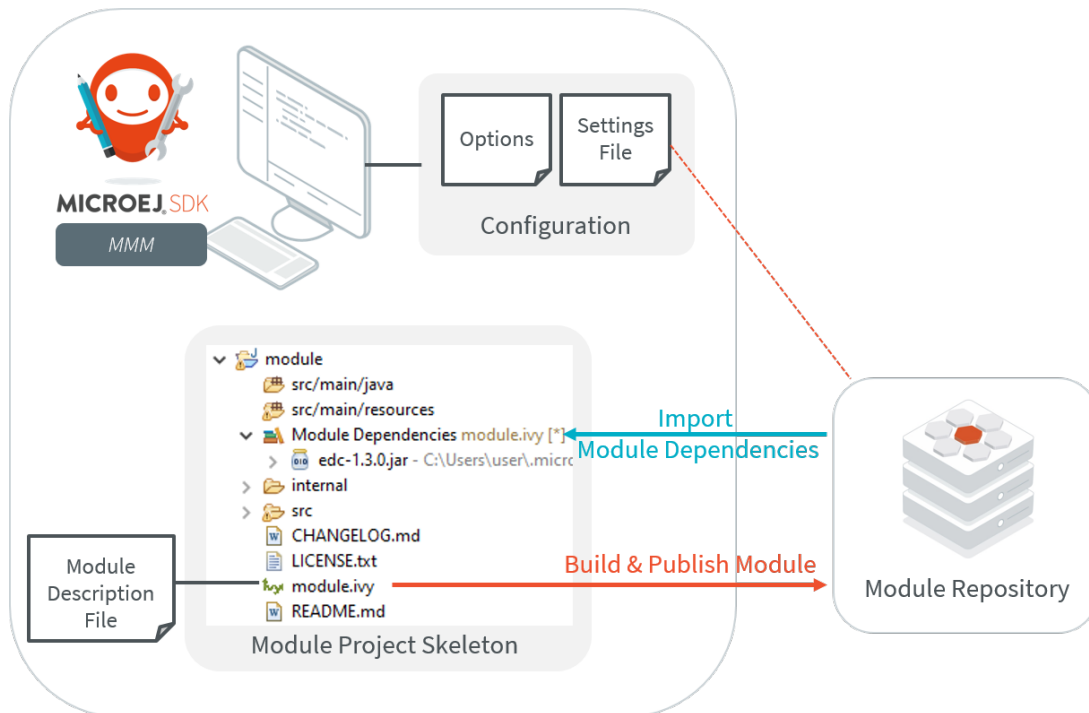 MICROEJ® SDK
MMM
Options
Settings
File
Configuration
module
src/main/java
src/main/resources
Module Dependencies module.ivy [*]
edc-1.3.0.jar - C:\Users\user\.micro
internal
src
CHANGELOG.md
LICENSE.txt
module.ivy
README.md
Module Project Skeleton
Module
Description
File
Import
Module Dependencies
Build & Publish Module
Module Repository